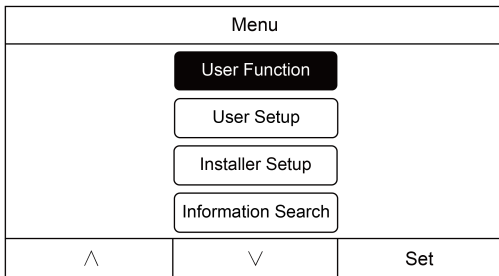 Menu
User Function
User Setup
Installer Setup
Information Search
∧ ∨ Set